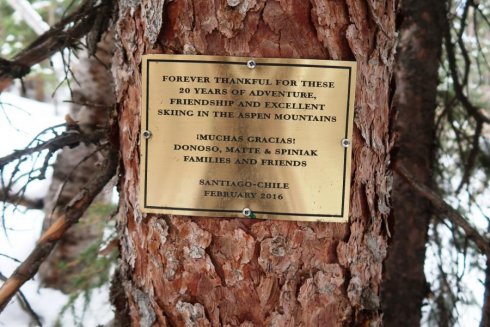 FOREVER THANKFUL FOR THESE
20 YEARS OF ADVENTURE,
FRIENDSHIP AND EXCELLENT
SKIING IN THE ASPEN MOUNTAINS
¡MUCHAS GRACIAS!
DONOSO, MATTE & SPINIAK
FAMILIES AND FRIENDS
SANTIAGO-CHILE
FEBRUARY 2016